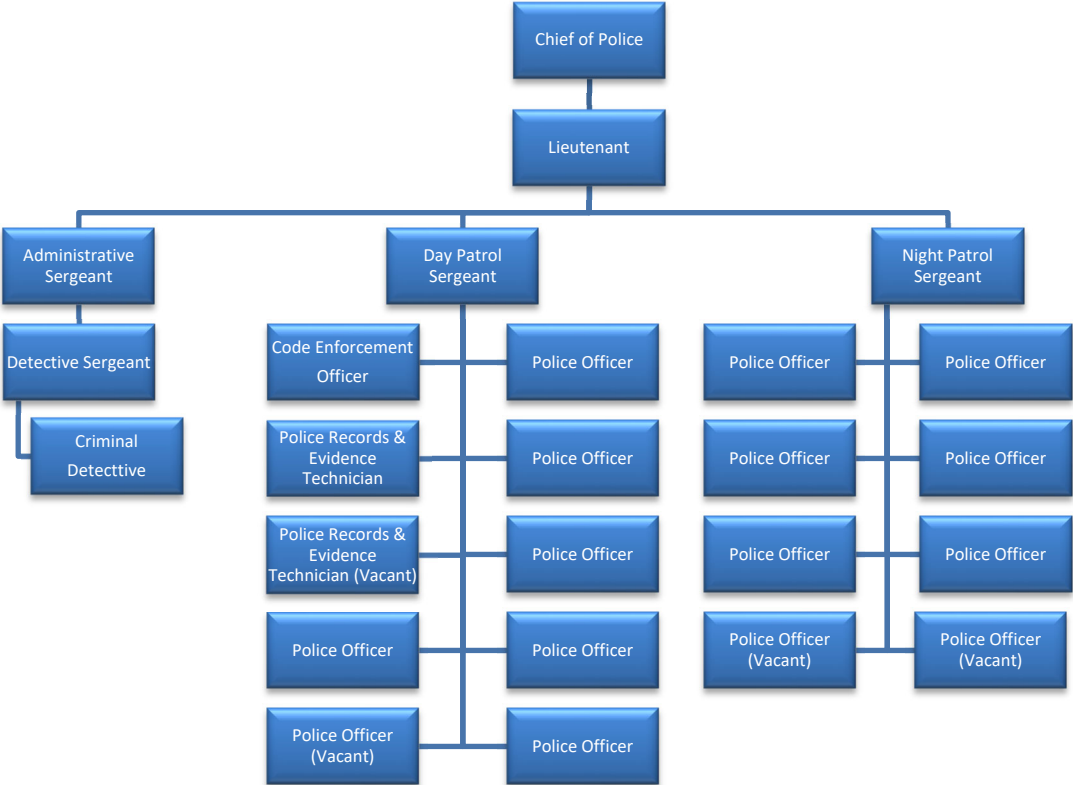 Chief of Police
Lieutenant
Administrative
Sergeant
Day Patrol
Sergeant
Night Patrol
Sergeant
Detective Sergeant
Criminal
Detecttive
Code Enforcement
Officer
Police Officer
Police Records &
Evidence
Technician
Police Officer
Police Records &
Evidence
Technician (Vacant)
Police Officer
Police Officer
Police Officer
Police Officer
(Vacant)
Police Officer
Police Officer
Police Officer
Police Officer
Police Officer
Police Officer
Police Officer
Police Officer
(Vacant)
Police Officer
(Vacant)